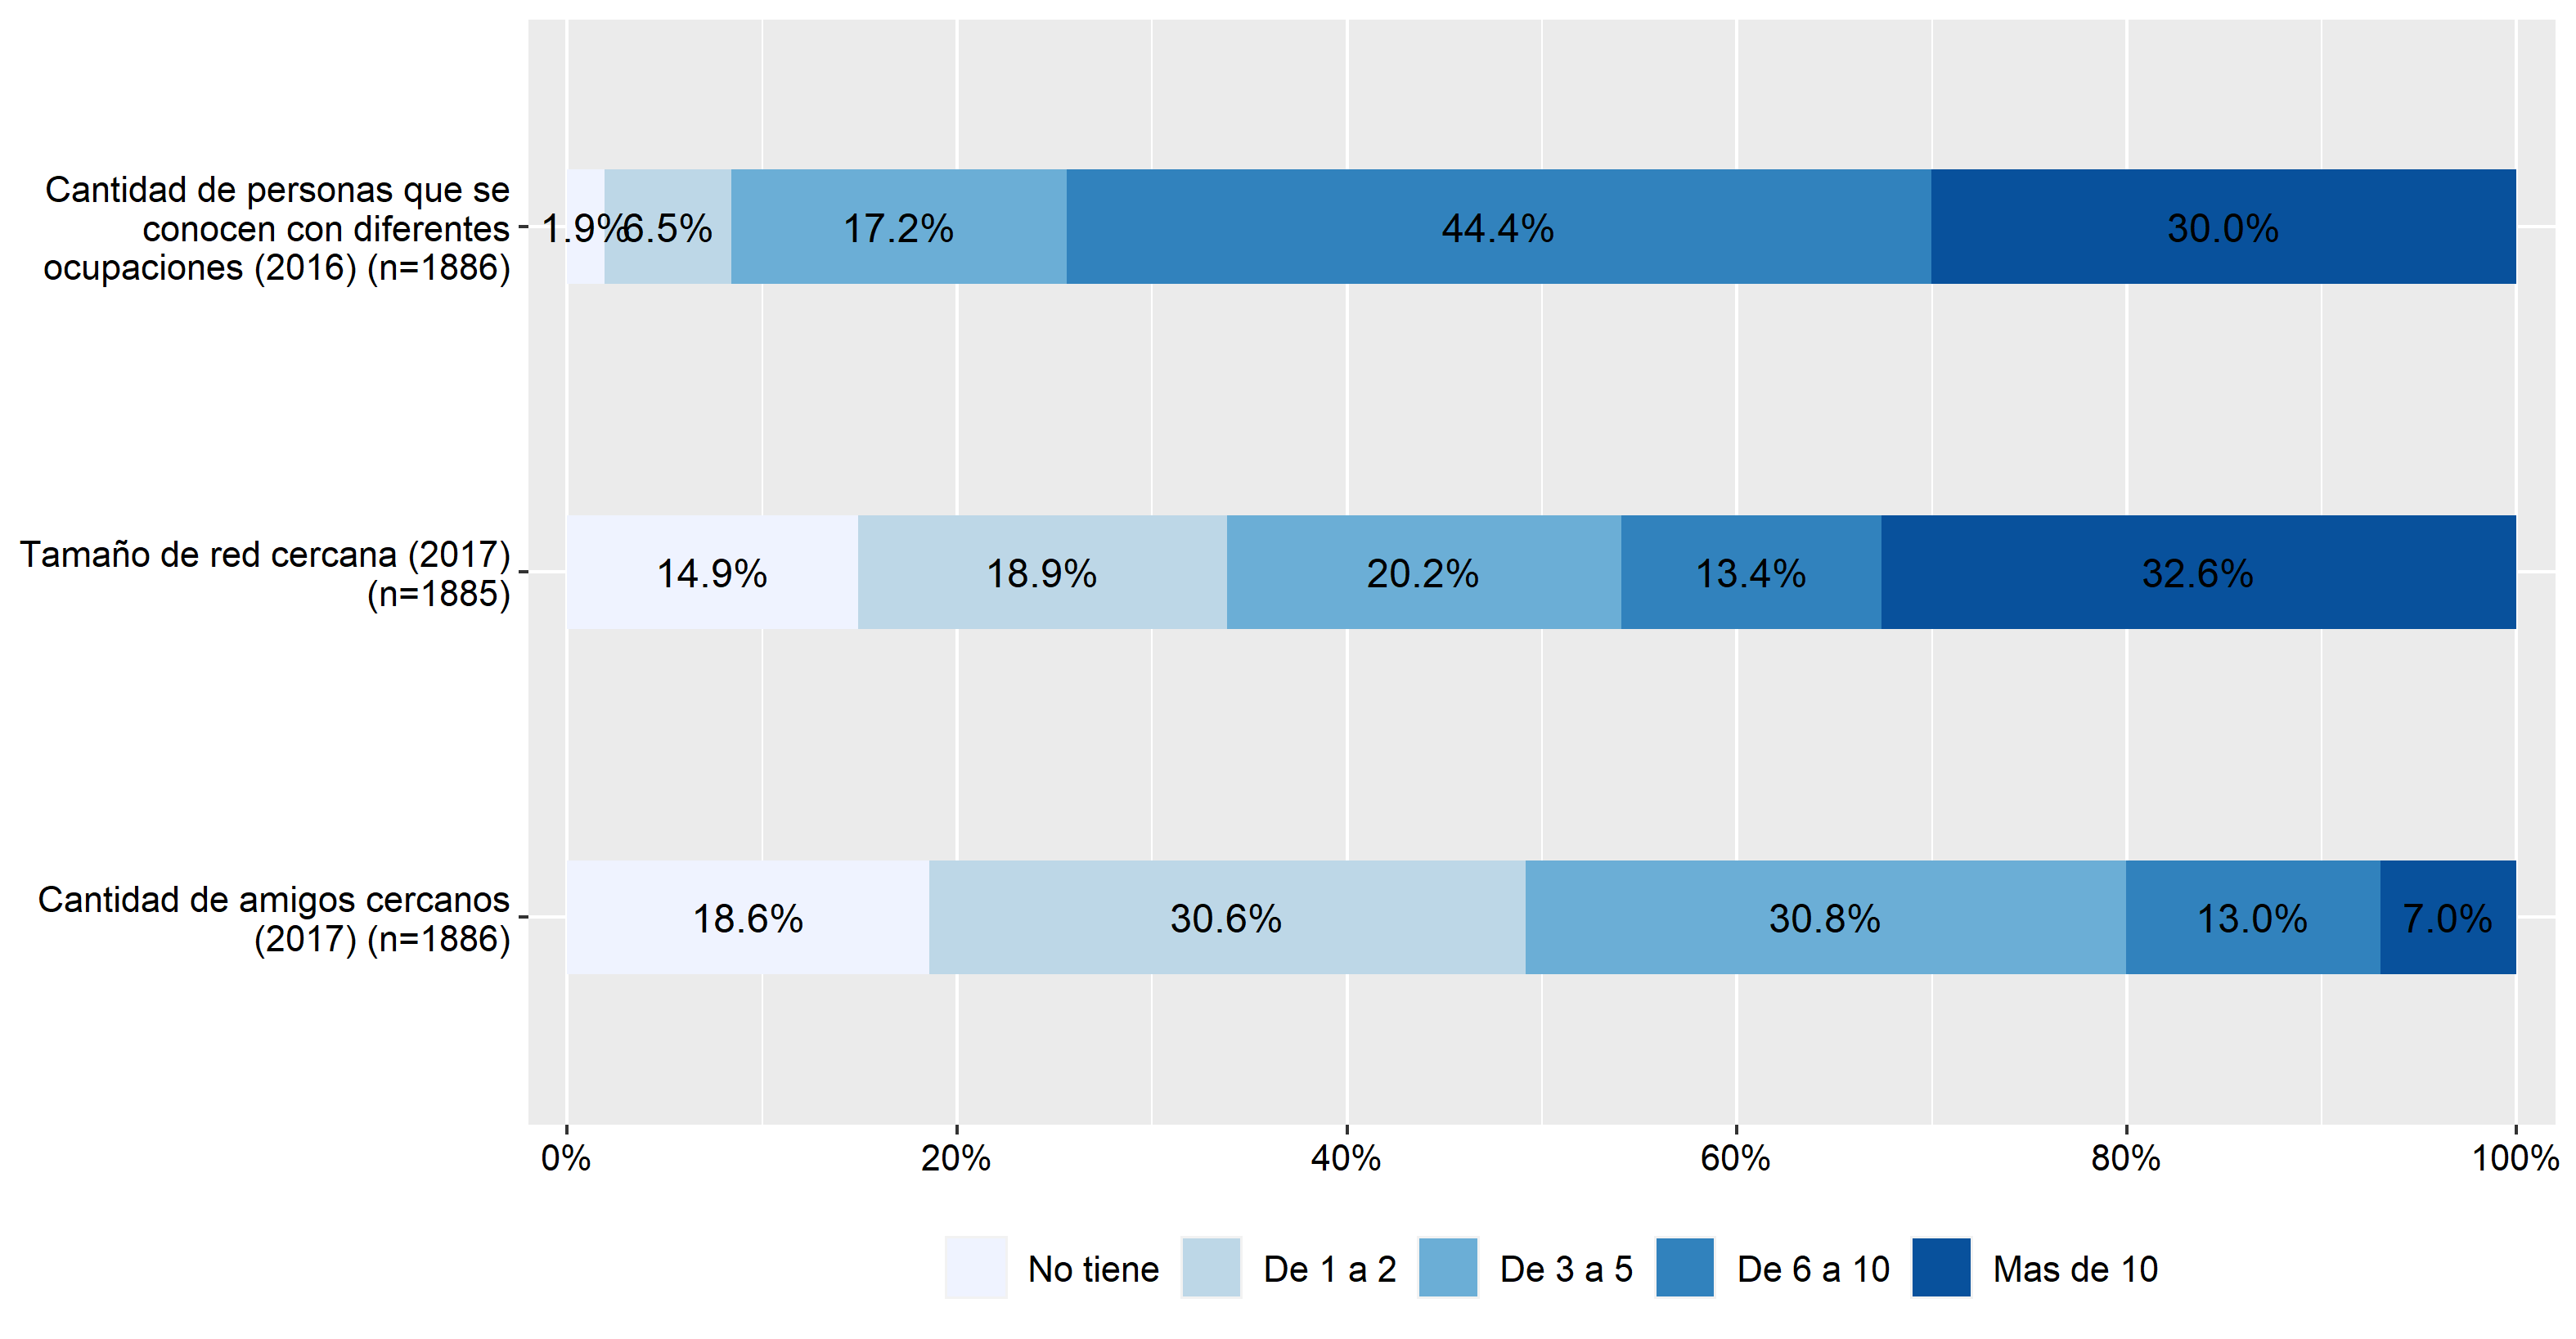 Cantidad de personas que se
conocen con diferentes
ocupaciones (2016) (n=1886)
1.9%
6.5%
17.2%
44.4%
30.0%
Tamaño de red cercana (2017)
(n=1885)
14.9%
18.9%
20.2%
13.4%
32.6%
Cantidad de amigos cercanos
(2017) (n=1886)
18.6%
30.6%
30.8%
13.0%
7.0%
0%
20%
40%
60%
80%
100%
No tiene
De 1 a 2
De 3 a 5
De 6 a 10
Mas de 10